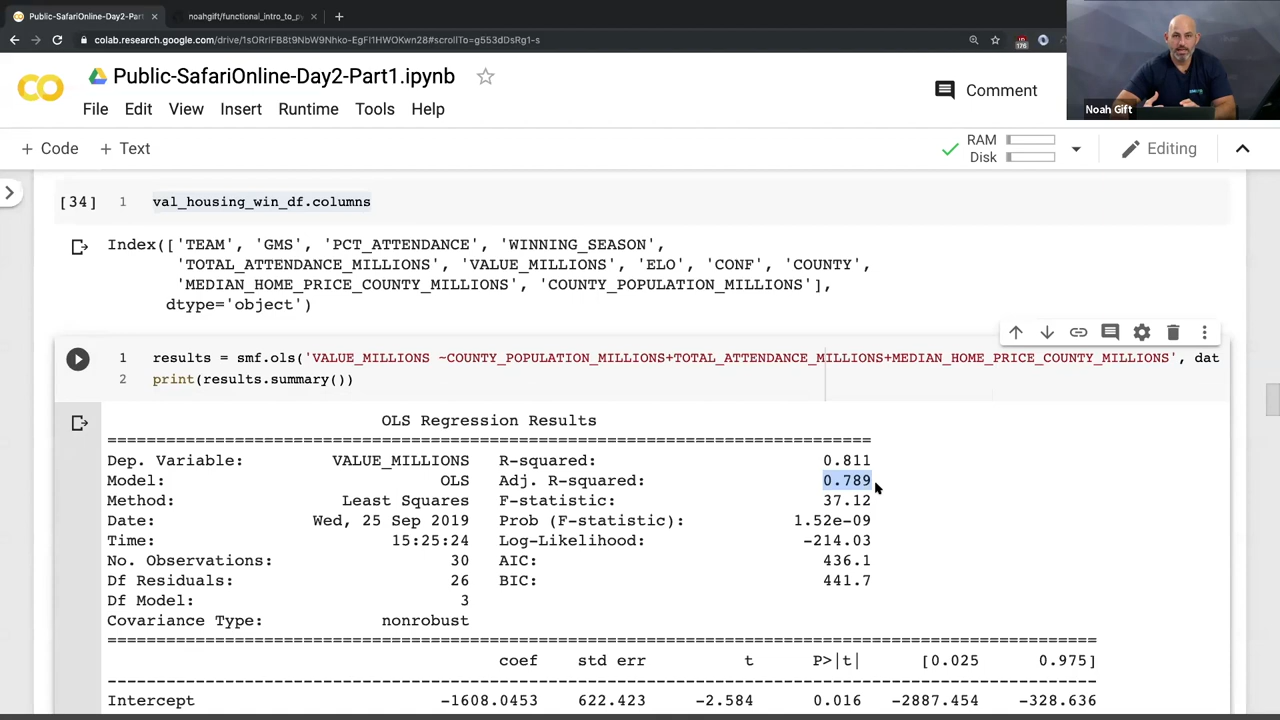 Public-SafariOnline-Day2-Part
noahgift/functional_intro_to_py
colab.research.google.com/drive/1sORrIFB8t9NbW9Nhko-EgFI1HWOKwn28#scrollTo=g553dDsRg1-s
176
Public-SafariOnline-Day2-Part1.ipynb
Comment
Noah Gift
File Edit View Insert Runtime Tools Help
+ Code + Text
RAM
Disk
Editing
[34] 1 val_housing_win_df.columns
Index(['TEAM', 'GMS', 'PCT_ATTENDANCE', 'WINNING_SEASON',
'TOTAL_ATTENDANCE_MILLIONS', 'VALUE_MILLIONS', 'ELO', 'CONF', 'COUNTY',
'MEDIAN_HOME_PRICE_COUNTY_MILLIONS', 'COUNTY_POPULATION_MILLIONS'],
dtype='object')
1 results = smf.ols('VALUE_MILLIONS ~COUNTY_POPULATION_MILLIONS+TOTAL_ATTENDANCE_MILLIONS+MEDIAN_HOME_PRICE_COUNTY_MILLIONS', dat
2 print(results.summary())
OLS Regression Results
==============================================================================
Dep. Variable: VALUE_MILLIONS R-squared: 0.811
Model: OLS Adj. R-squared: 0.789
Method: Least Squares F-statistic: 37.12
Date: Wed, 25 Sep 2019 Prob (F-statistic): 1.52e-09
Time: 15:25:24 Log-Likelihood: -214.03
No. Observations: 30 AIC: 436.1
Df Residuals: 26 BIC: 441.7
Df Model: 3
Covariance Type: nonrobust
=====================================================================================================
coef std err t P>|t| [0.025 0.975]
-----------------------------------------------------------------------------------------------------
Intercept -1608.0453 622.423 -2.584 0.016 -2887.454 -328.636